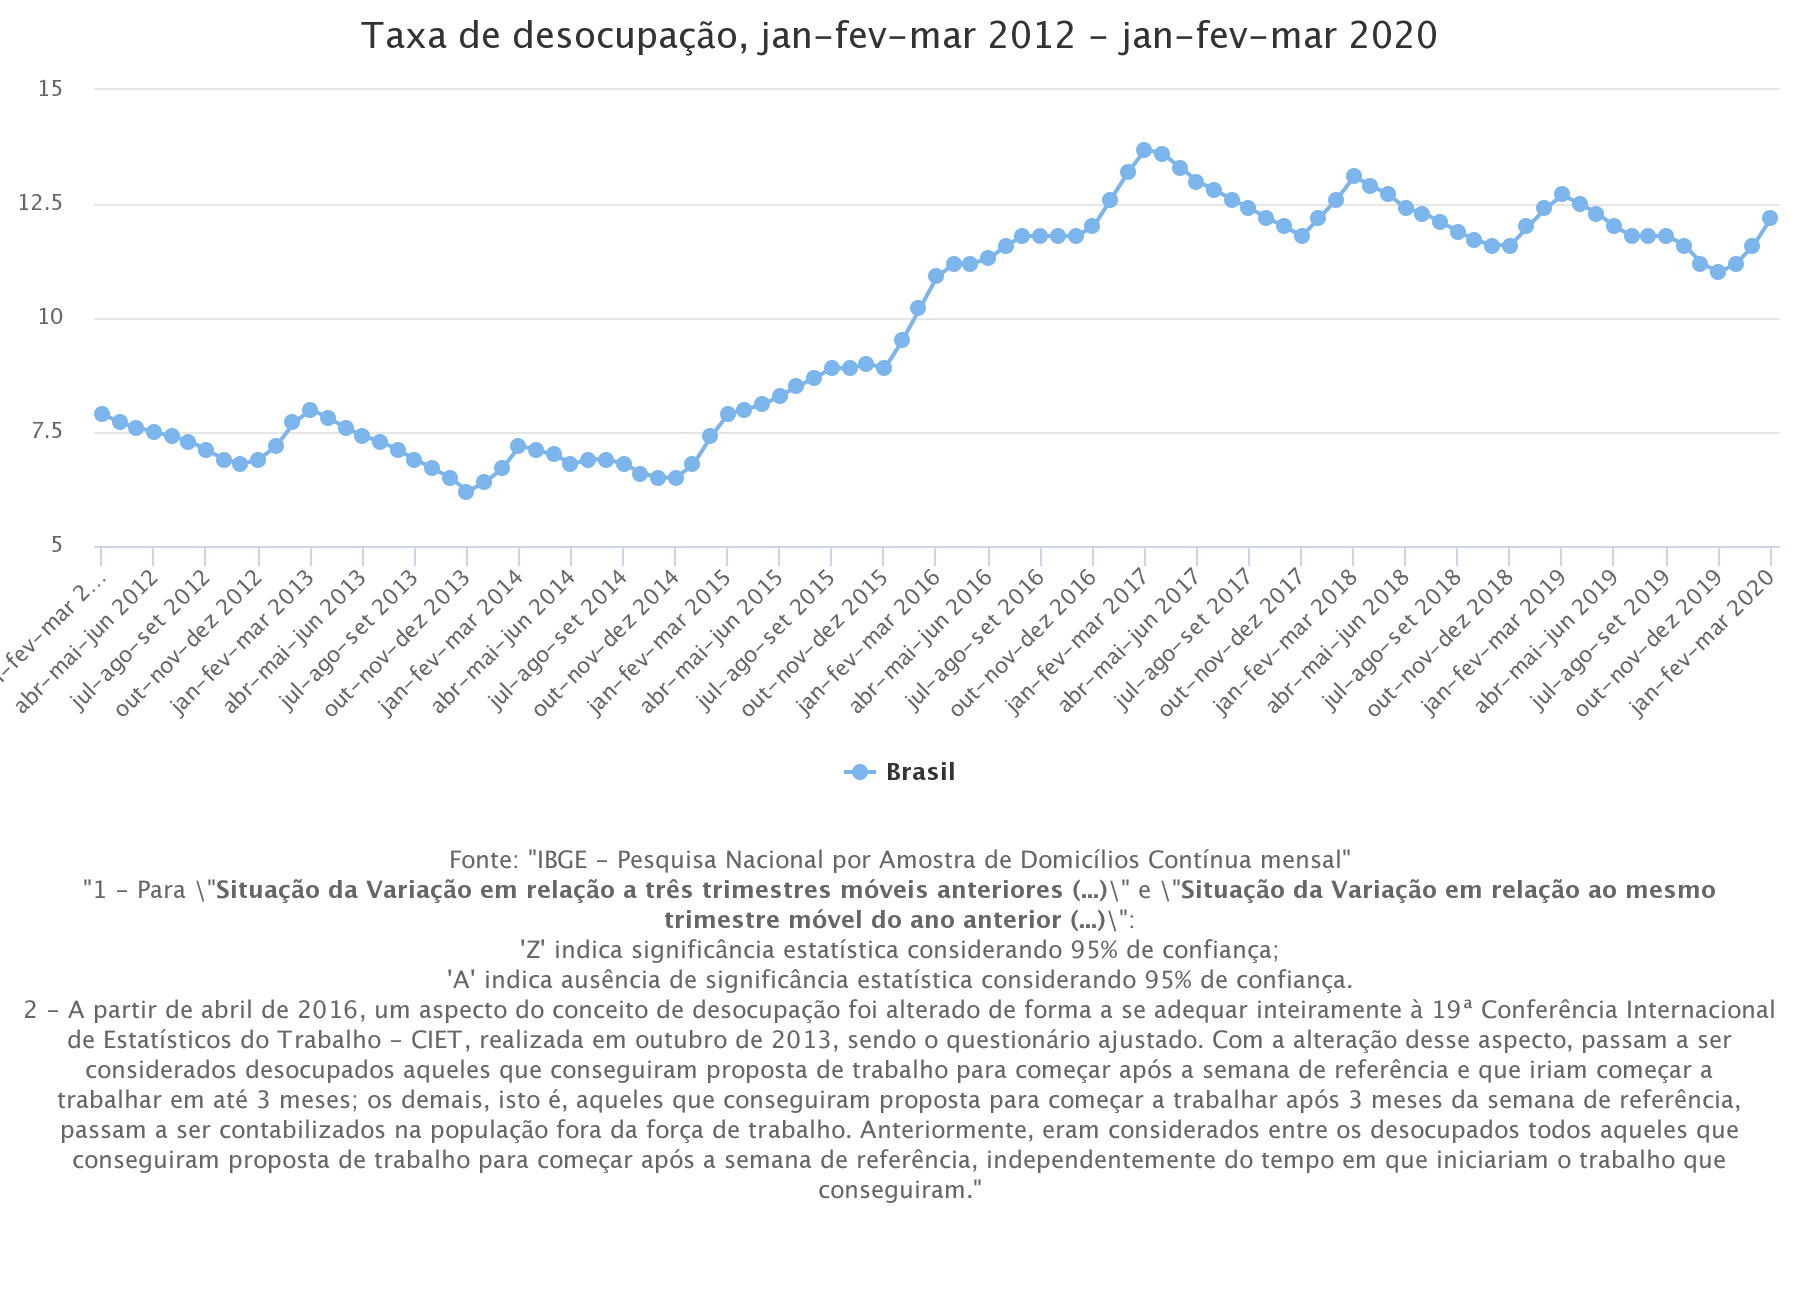 Taxa de desocupação, jan-fev-mar 2012 - jan-fev-mar 2020
15
12.5
10
7.5
5
n-fev-mar 2...
abr-mai-jun 2012
jul-ago-set 2012
out-nov-dez 2012
jan-fev-mar 2013
abr-mai-jun 2013
jul-ago-set 2013
out-nov-dez 2013
jan-fev-mar 2014
abr-mai-jun 2014
jul-ago-set 2014
out-nov-dez 2014
jan-fev-mar 2015
abr-mai-jun 2015
jul-ago-set 2015
out-nov-dez 2015
jan-fev-mar 2016
abr-mai-jun 2016
jul-ago-set 2016
out-nov-dez 2016
jan-fev-mar 2017
abr-mai-jun 2017
jul-ago-set 2017
out-nov-dez 2017
jan-fev-mar 2018
abr-mai-jun 2018
jul-ago-set 2018
out-nov-dez 2018
jan-fev-mar 2019
abr-mai-jun 2019
jul-ago-set 2019
out-nov-dez 2019
jan-fev-mar 2020
Brasil
Fonte: "IBGE - Pesquisa Nacional por Amostra de Domicílios Contínua mensal"
"1 - Para \"Situação da Variação em relação a três trimestres móveis anteriores (...)\" e \"Situação da Variação em relação ao mesmo
trimestre móvel do ano anterior (...)\":
'Z' indica significância estatística considerando 95% de confiança;
'A' indica ausência de significância estatística considerando 95% de confiança.
2 - A partir de abril de 2016, um aspecto do conceito de desocupação foi alterado de forma a se adequar inteiramente à 19ª Conferência Internacional
de Estatísticos do Trabalho - CIET, realizada em outubro de 2013, sendo o questionário ajustado. Com a alteração desse aspecto, passam a ser
considerados desocupados aqueles que conseguiram proposta de trabalho para começar após a semana de referência e que iriam começar a
trabalhar em até 3 meses; os demais, isto é, aqueles que conseguiram proposta para começar a trabalhar após 3 meses da semana de referência,
passam a ser contabilizados na população fora da força de trabalho. Anteriormente, eram considerados entre os desocupados todos aqueles que
conseguiram proposta de trabalho para começar após a semana de referência, independentemente do tempo em que iniciariam o trabalho que
conseguiram."